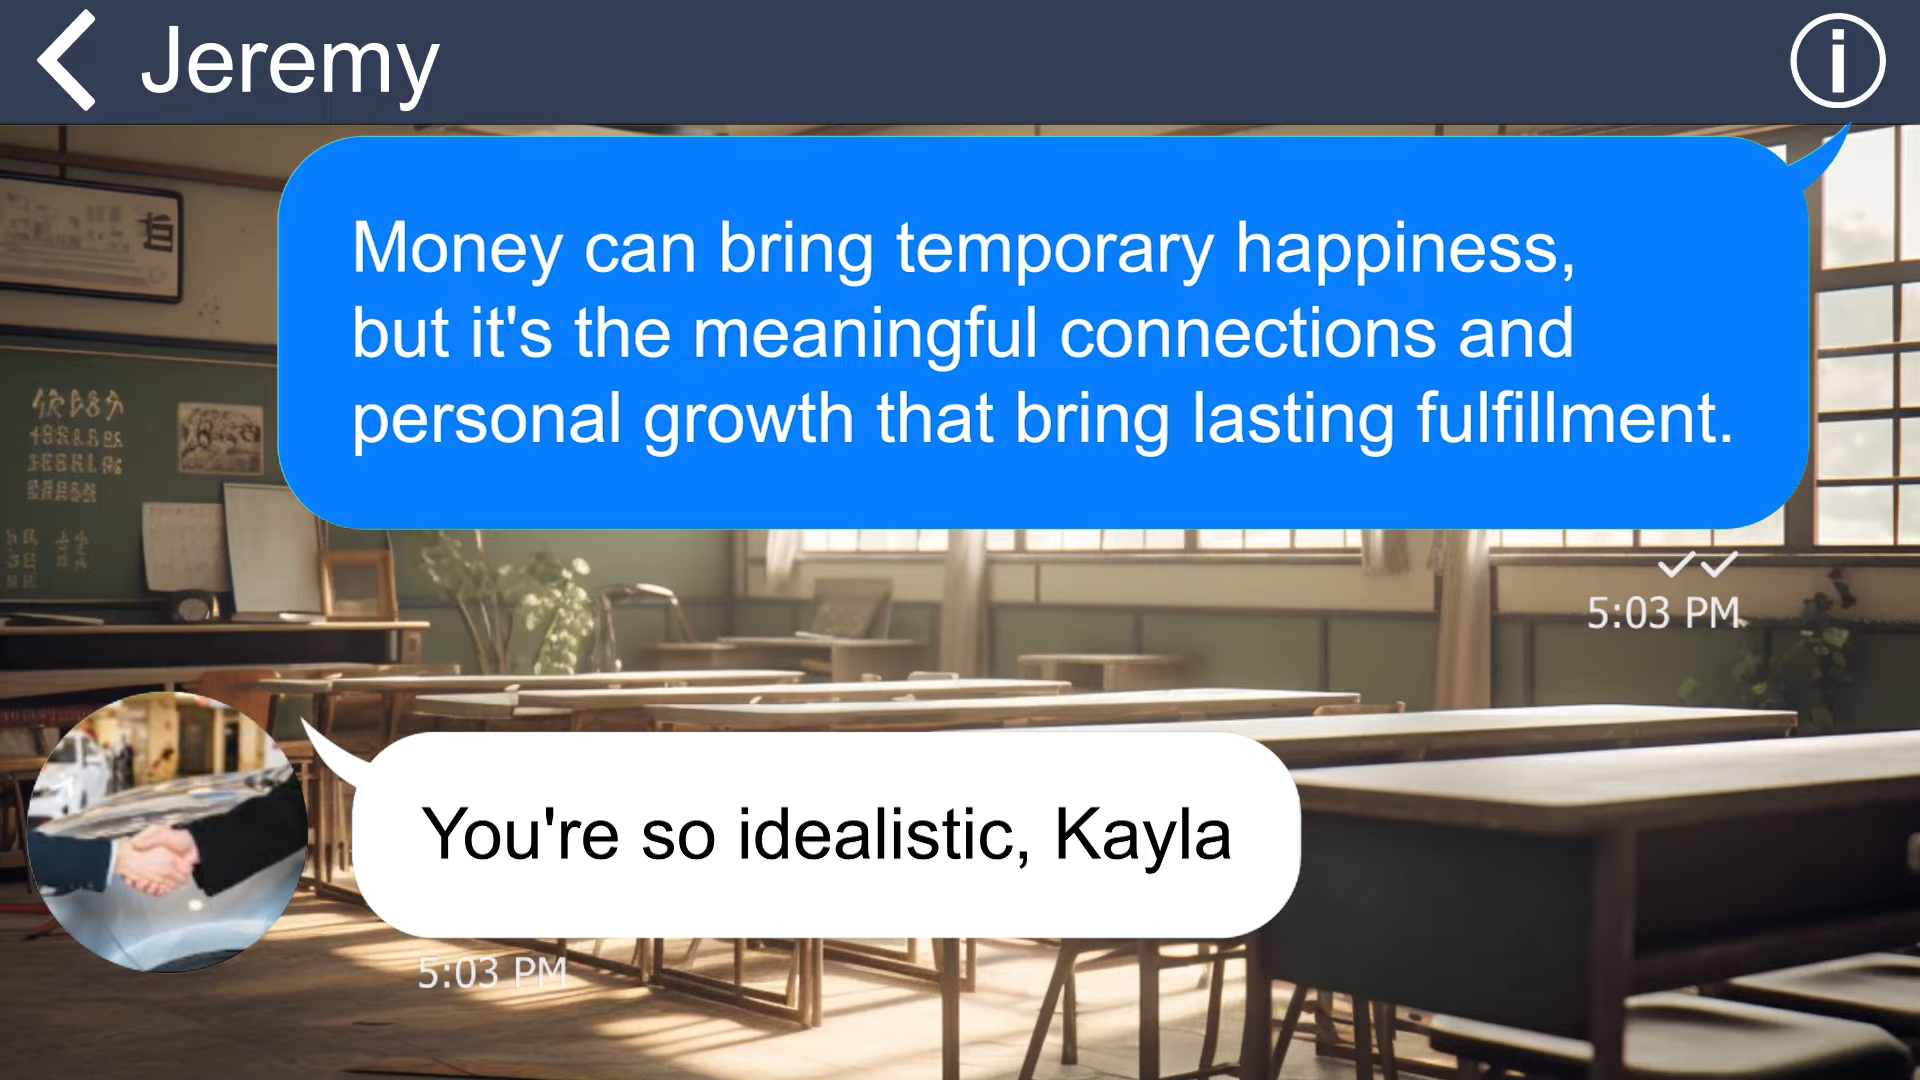 Jeremy
Money can bring temporary happiness,
but it's the meaningful connections and
personal growth that bring lasting fulfillment.
5:03 PM
You're so idealistic, Kayla
5:03 PM